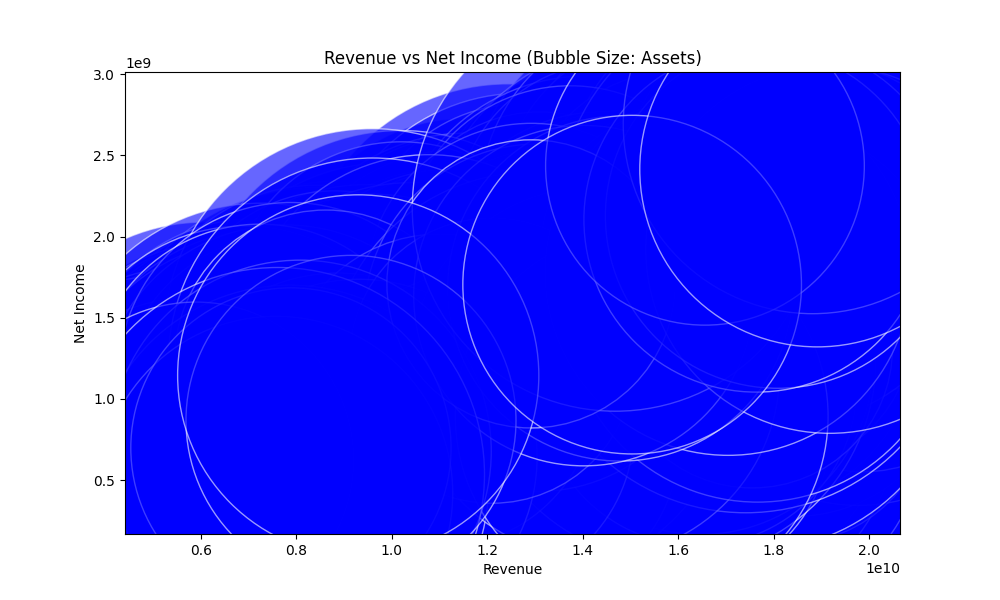 Revenue vs Net Income (Bubble Size: Assets)
1e9
3.0
2.5
2.0
1.5
1.0
0.5
Net Income
0.6 0.8 1.0 1.2 1.4 1.6 1.8 2.0
1e10
Revenue